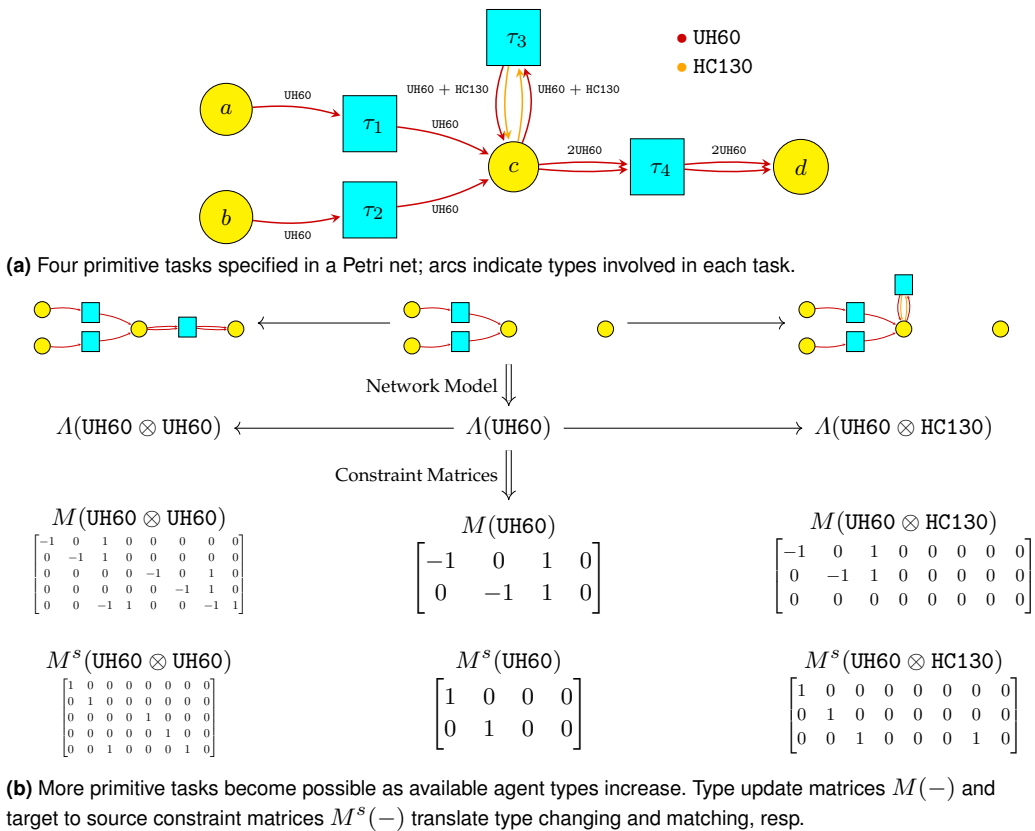 τ3
UH60
HC130
UH60 + HC130 UH60 + HC130
a UH60 τ1 UH60
c 2UH60 τ4 2UH60 d
b UH60 τ2 UH60
(a) Four primitive tasks specified in a Petri net; arcs indicate types involved in each task.
Network Model
Λ(UH60 ⊗ UH60) Λ(UH60) Λ(UH60 ⊗ HC130)
Constraint Matrices
M(UH60 ⊗ UH60) M(UH60) M(UH60 ⊗ HC130)
−1 0 1 0 0 0 0 0
0 −1 1 0 0 0 0 0
0 0 0 0 −1 0 1 0
0 0 0 0 0 −1 1 0
0 0 −1 1 0 0 −1 1
−1 0 1 0
0 −1 1 0
−1 0 1 0 0 0 0 0
0 −1 1 0 0 0 0 0
0 0 0 0 0 0 0 0
M^s(UH60 ⊗ UH60) M^s(UH60) M^s(UH60 ⊗ HC130)
1 0 0 0 0 0 0 0
0 1 0 0 0 0 0 0
0 0 0 0 1 0 0 0
0 0 0 0 0 1 0 0
0 0 1 0 0 0 1 0
1 0 0 0
0 1 0 0
1 0 0 0 0 0 0 0
0 1 0 0 0 0 0 0
0 0 1 0 0 0 1 0
(b) More primitive tasks become possible as available agent types increase. Type update matrices M(−) and
target to source constraint matrices M^s(−) translate type changing and matching, resp.